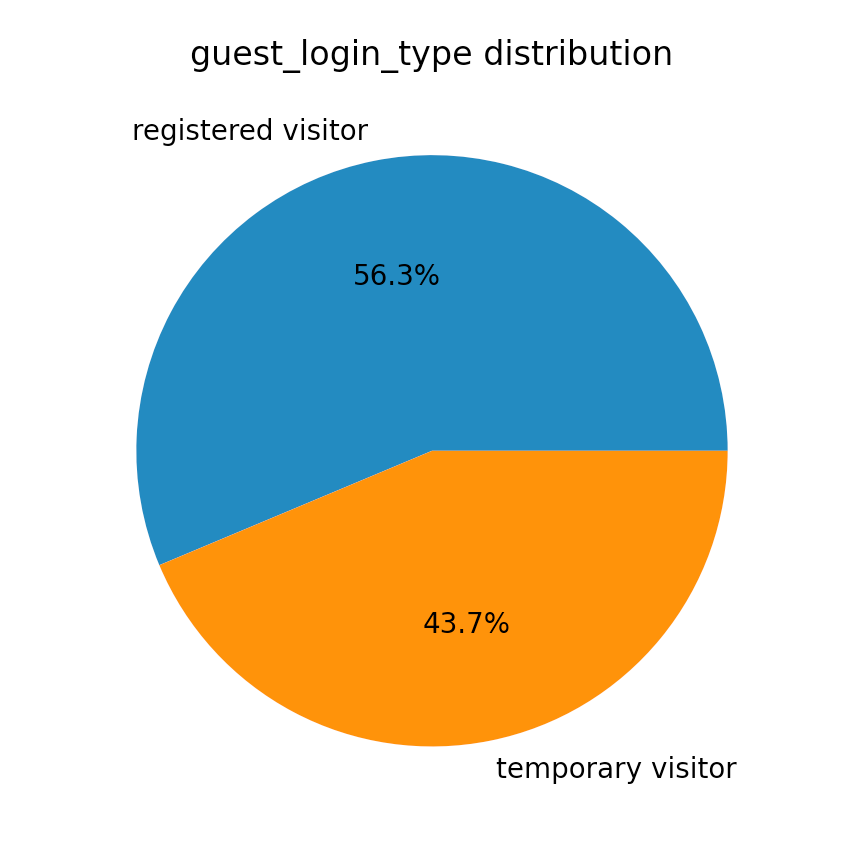 guest_login_type distribution
registered visitor
56.3%
43.7%
temporary visitor